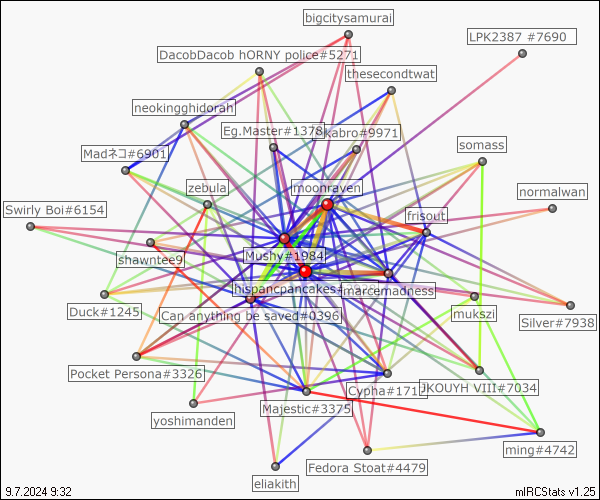 bigcitysamurai
LPK2387 #7690
DacobDacob hORNY police#5271
thesecondtwat
neokingghidorah
Eg.Master#1378
kabro#9971
somass
Madネコ#6901
zebula
moonraven
normalwan
Swirly Boi#6154
frisout
shawntee9
Mushy#1984
hispancpancakes
marcemadness
Duck#1245
Can anything be saved#0396
mukszi
Silver#7938
Pocket Persona#3326
Cypha#171
JKOUYH VIII#7034
Majestic#3375
yoshimanden
ming#4742
Fedora Stoat#4479
eliakith
9.7.2024 9:32
mIRCStats v1.25